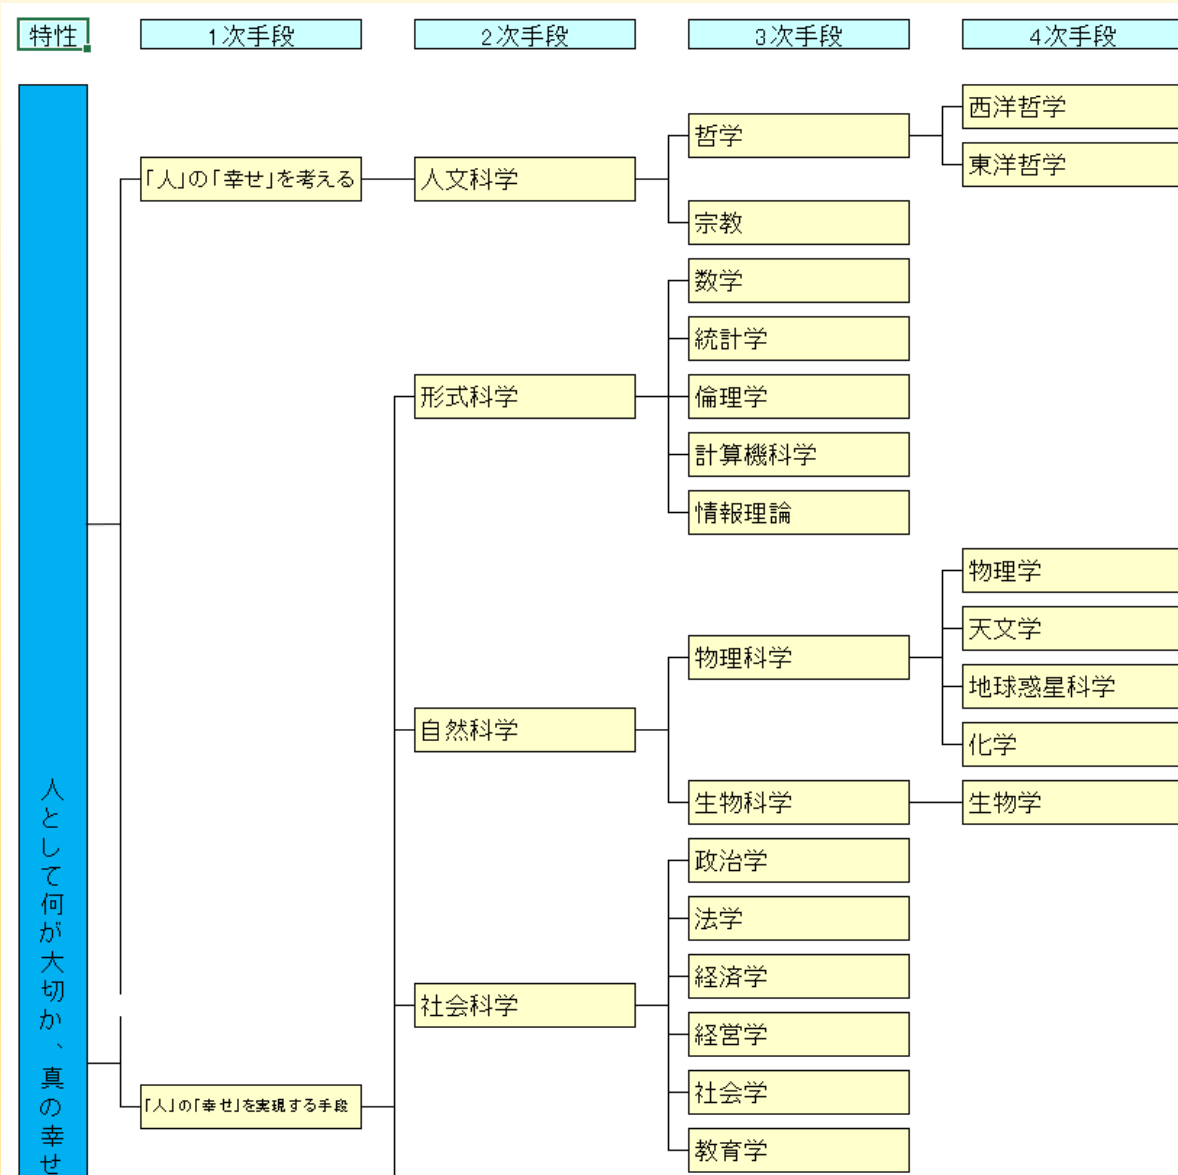 特性
1次手段
2次手段
3次手段
4次手段
人として何が大切か、真の幸せ
「人」の「幸せ」を考える
人文科学
哲学
西洋哲学
東洋哲学
宗教
形式科学
数学
統計学
倫理学
計算機科学
情報理論
自然科学
物理科学
物理学
天文学
地球惑星科学
化学
生物科学
生物学
「人」の「幸せ」を実現する手段
社会科学
政治学
法学
経済学
経営学
社会学
教育学